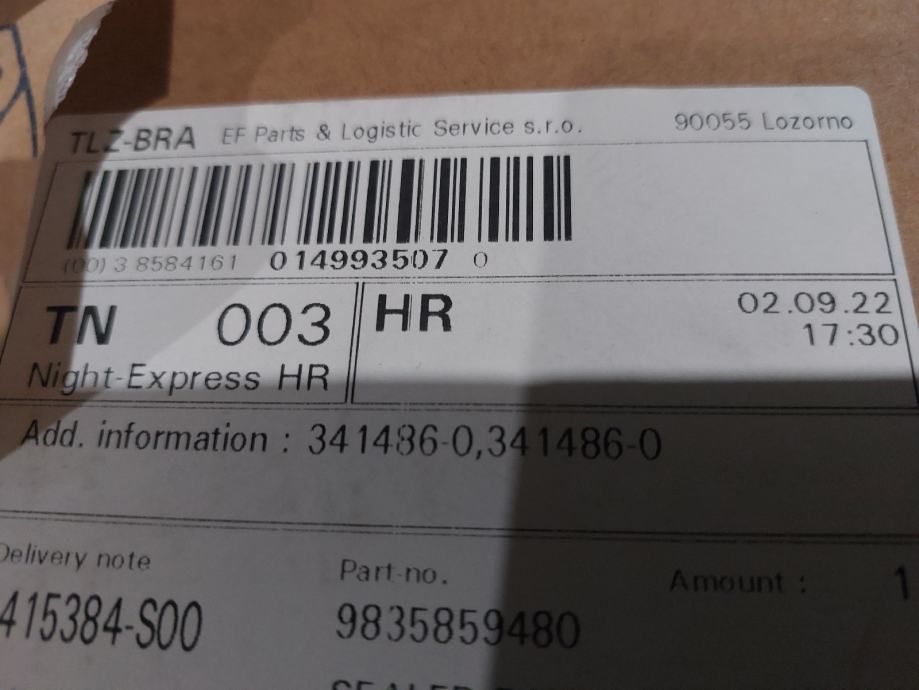 TLZ-BRA EF Parts & Logistic Service s.r.o. 90055 Lozorno
(00) 3 8584161 014993507 0
TN 003 HR 02.09.22
17:30
Night-Express HR
Add. information : 341486-0,341486-0
Delivery note Part-no. Amount : 1
415384-S00 9835859480